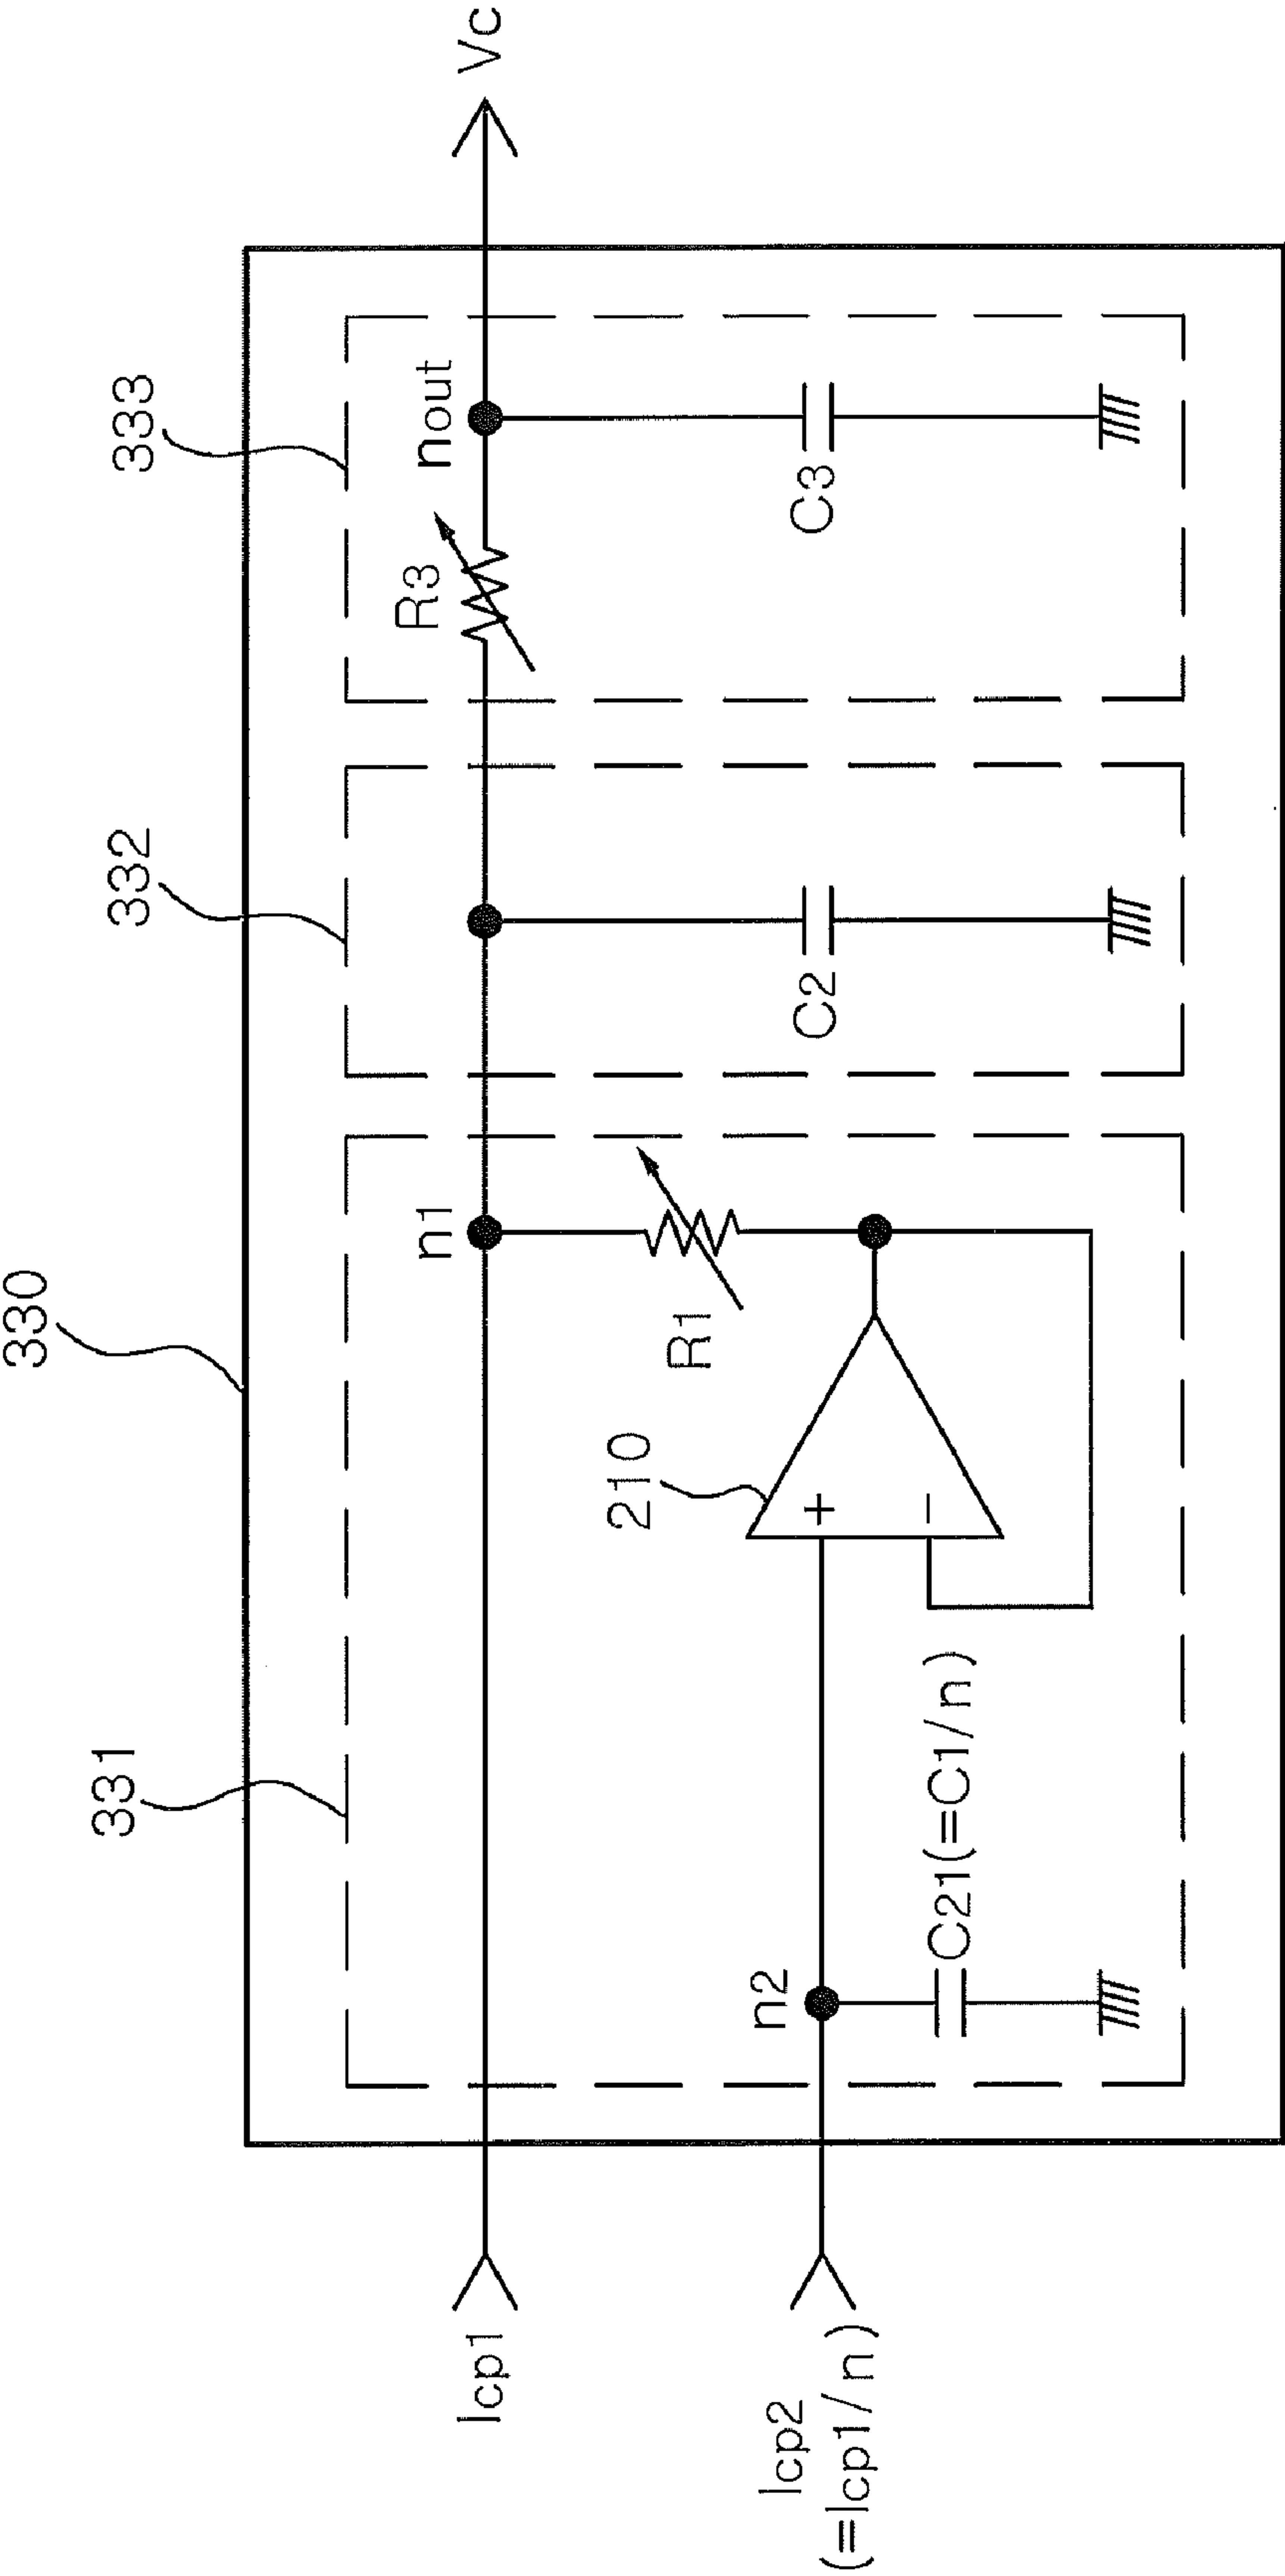 330
331
332
333
Icp1
n1
R3
nout
Vc
R1
210
+
−
n2
C21(=C1/n)
C2
C3
Icp2
(=Icp1/n)